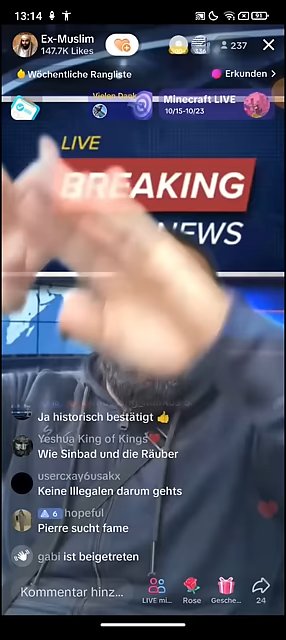 13:14
91
Ex-Muslim
147.7K Likes
237
Wöchentliche Rangliste
Erkunden >
Vielen Dank
Minecraft LIVE
10/15-10/23
LIVE
BREAKING
NEWS
Ja historisch bestätigt 👍
Yeshua King of Kings
Wie Sinbad und die Räuber
usercxay6usakx
Keine Illegalen darum gehts
6 hopeful
Pierre sucht fame
gabi ist beigetreten
Kommentar hinz...
LIVE mi...
Rose
Gesche...
24